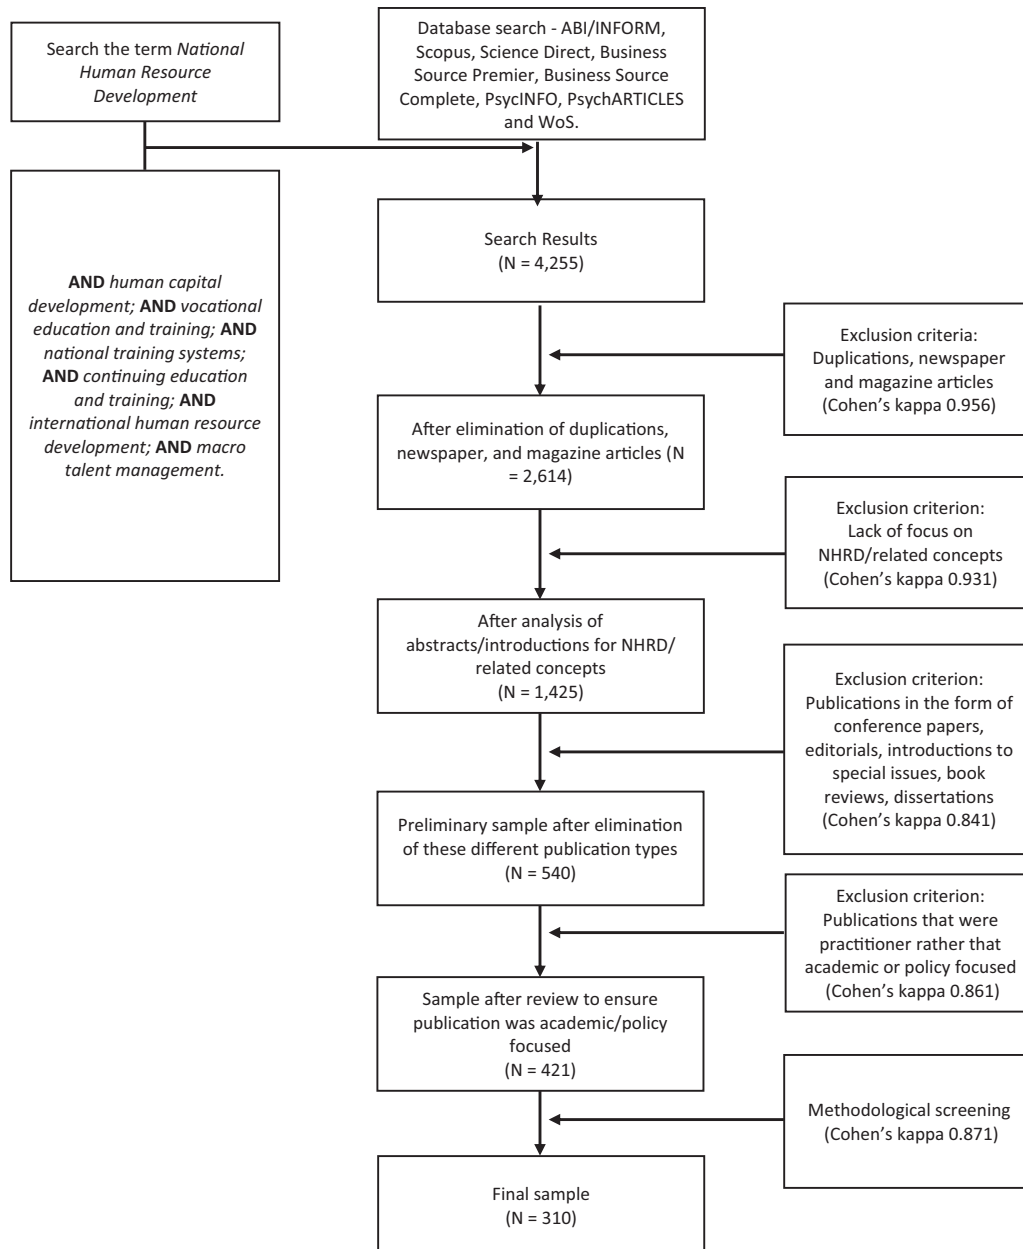 Search the term National
Human Resource
Development
Database search - ABI/INFORM,
Scopus, Science Direct, Business
Source Premier, Business Source
Complete, PsycINFO, PsychARTICLES
and WoS.
AND human capital
development; AND vocational
education and training; AND
national training systems;
AND continuing education
and training; AND
international human resource
development; AND macro
talent management.
Search Results
(N = 4,255)
Exclusion criteria:
Duplications, newspaper
and magazine articles
(Cohen's kappa 0.956)
After elimination of duplications,
newspaper, and magazine articles (N
= 2,614)
Exclusion criterion:
Lack of focus on
NHRD/related concepts
(Cohen's kappa 0.931)
After analysis of
abstracts/introductions for NHRD/
related concepts
(N = 1,425)
Exclusion criterion:
Publications in the form of
conference papers,
editorials, introductions to
special issues, book
reviews, dissertations
(Cohen's kappa 0.841)
Preliminary sample after elimination
of these different publication types
(N = 540)
Exclusion criterion:
Publications that were
practitioner rather that
academic or policy focused
(Cohen's kappa 0.861)
Sample after review to ensure
publication was academic/policy
focused
(N = 421)
Methodological screening
(Cohen's kappa 0.871)
Final sample
(N = 310)